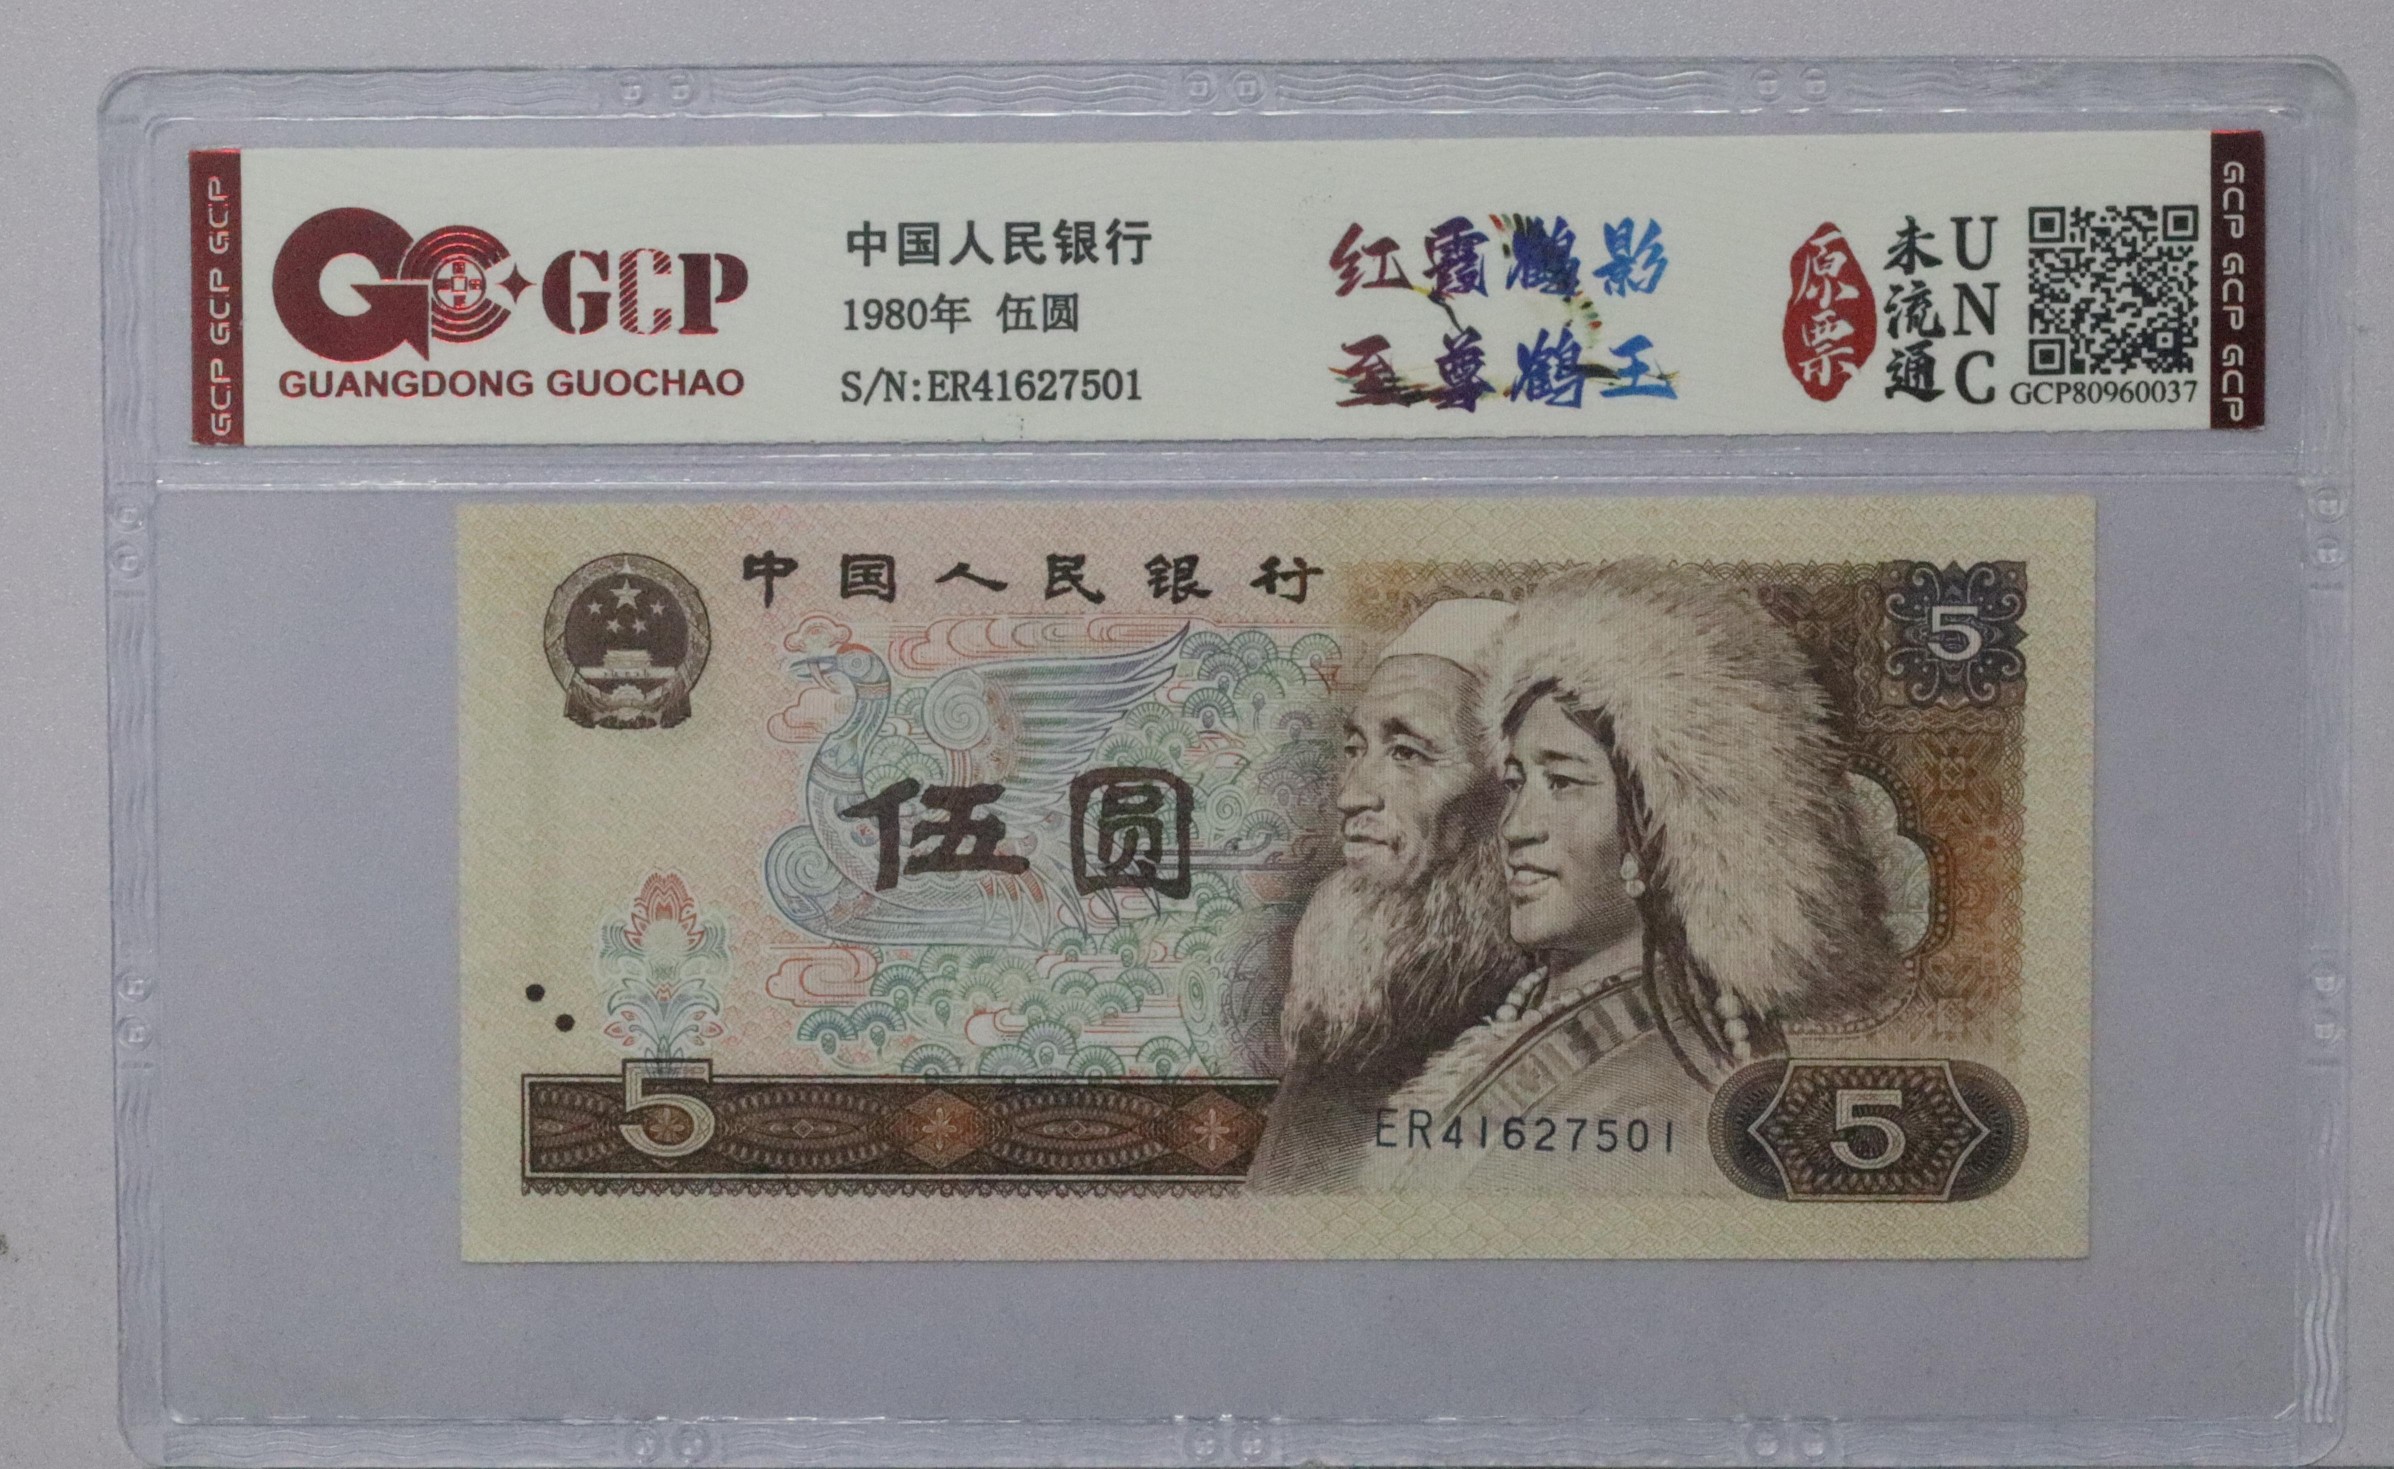 GCP GCP GCP
GCP
GUANGDONG GUOCHAO
中国人民银行
1980年 伍圆
S/N:ER41627501
红霞鹤影
至尊鹤王
原票
未流通
UNC
GCP80960037
GCP GCP GCP
中国人民银行
5
伍圆
5
ER41627501
5